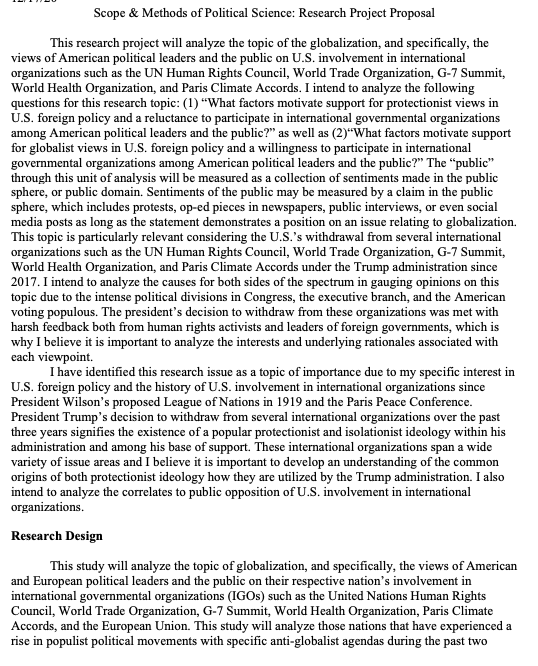 Scope & Methods of Political Science: Research Project Proposal
This research project will analyze the topic of the globalization, and specifically, the
views of American political leaders and the public on U.S. involvement in international
organizations such as the UN Human Rights Council, World Trade Organization, G-7 Summit,
World Health Organization, and Paris Climate Accords. I intend to analyze the following
questions for this research topic: (1) “What factors motivate support for protectionist views in
U.S. foreign policy and a reluctance to participate in international governmental organizations
among American political leaders and the public?” as well as (2)“What factors motivate support
for globalist views in U.S. foreign policy and a willingness to participate in international
governmental organizations among American political leaders and the public?” The “public”
through this unit of analysis will be measured as a collection of sentiments made in the public
sphere, or public domain. Sentiments of the public may be measured by a claim in the public
sphere, which includes protests, op-ed pieces in newspapers, public interviews, or even social
media posts as long as the statement demonstrates a position on an issue relating to globalization.
This topic is particularly relevant considering the U.S.’s withdrawal from several international
organizations such as the UN Human Rights Council, World Trade Organization, G-7 Summit,
World Health Organization, and Paris Climate Accords under the Trump administration since
2017. I intend to analyze the causes for both sides of the spectrum in gauging opinions on this
topic due to the intense political divisions in Congress, the executive branch, and the American
voting populous. The president’s decision to withdraw from these organizations was met with
harsh feedback both from human rights activists and leaders of foreign governments, which is
why I believe it is important to analyze the interests and underlying rationales associated with
each viewpoint.
I have identified this research issue as a topic of importance due to my specific interest in
U.S. foreign policy and the history of U.S. involvement in international organizations since
President Wilson’s proposed League of Nations in 1919 and the Paris Peace Conference.
President Trump’s decision to withdraw from several international organizations over the past
three years signifies the existence of a popular protectionist and isolationist ideology within his
administration and among his base of support. These international organizations span a wide
variety of issue areas and I believe it is important to develop an understanding of the common
origins of both protectionist ideology how they are utilized by the Trump administration. I also
intend to analyze the correlates to public opposition of U.S. involvement in international
organizations.
Research Design
This study will analyze the topic of globalization, and specifically, the views of American
and European political leaders and the public on their respective nation’s involvement in
international governmental organizations (IGOs) such as the United Nations Human Rights
Council, World Trade Organization, G-7 Summit, World Health Organization, Paris Climate
Accords, and the European Union. This study will analyze those nations that have experienced a
rise in populist political movements with specific anti-globalist agendas during the past two